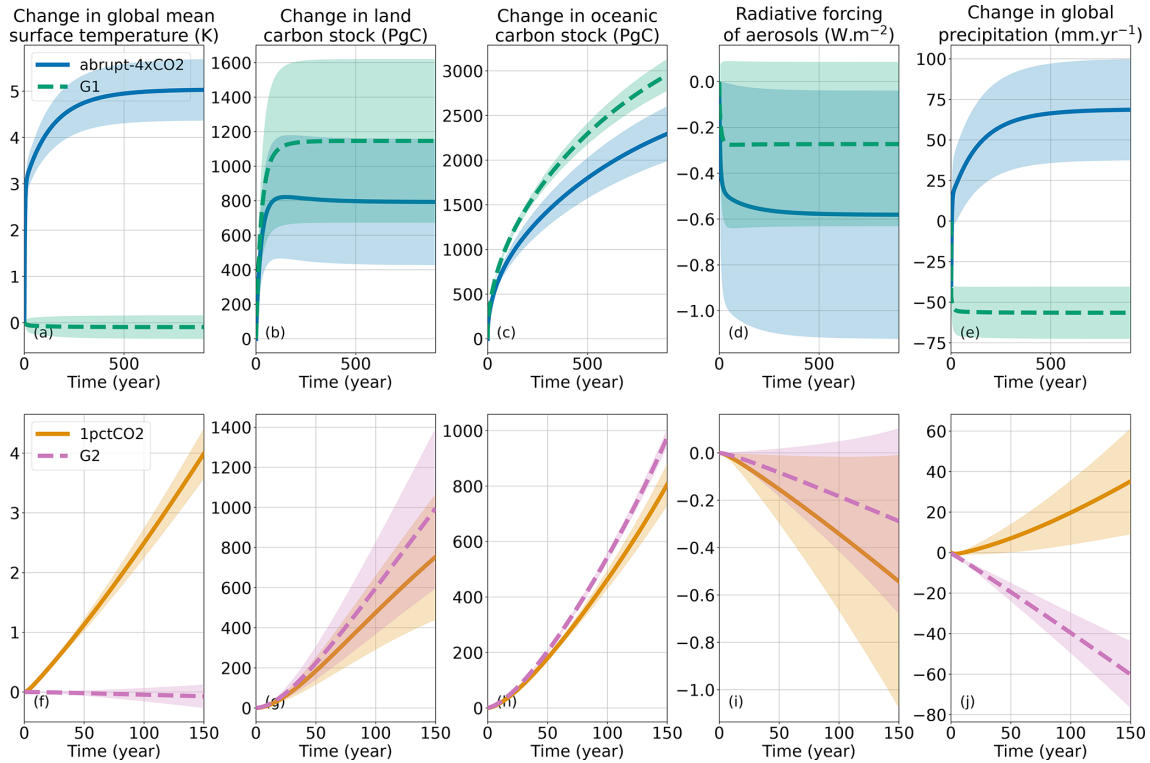 Change in global mean
surface temperature (K)
Change in land
carbon stock (PgC)
Change in oceanic
carbon stock (PgC)
Radiative forcing
of aerosols (W.m⁻²)
Change in global
precipitation (mm.yr⁻¹)
abrupt-4xCO2
G1
5
4
3
2
1
0
(a)
0
500
Time (year)
1600
1400
1200
1000
800
600
400
200
0
(b)
0
500
Time (year)
3000
2500
2000
1500
1000
500
0
(c)
0
500
Time (year)
0.0
−0.2
−0.4
−0.6
−0.8
−1.0
(d)
0
500
Time (year)
100
75
50
25
0
−25
−50
−75
(e)
0
500
Time (year)
1pctCO2
G2
4
3
2
1
0
(f)
0
50
100
150
Time (year)
1400
1200
1000
800
600
400
200
0
(g)
0
50
100
150
Time (year)
1000
800
600
400
200
0
(h)
0
50
100
150
Time (year)
0.0
−0.2
−0.4
−0.6
−0.8
−1.0
(i)
0
50
100
150
Time (year)
60
40
20
0
−20
−40
−60
−80
(j)
0
50
100
150
Time (year)